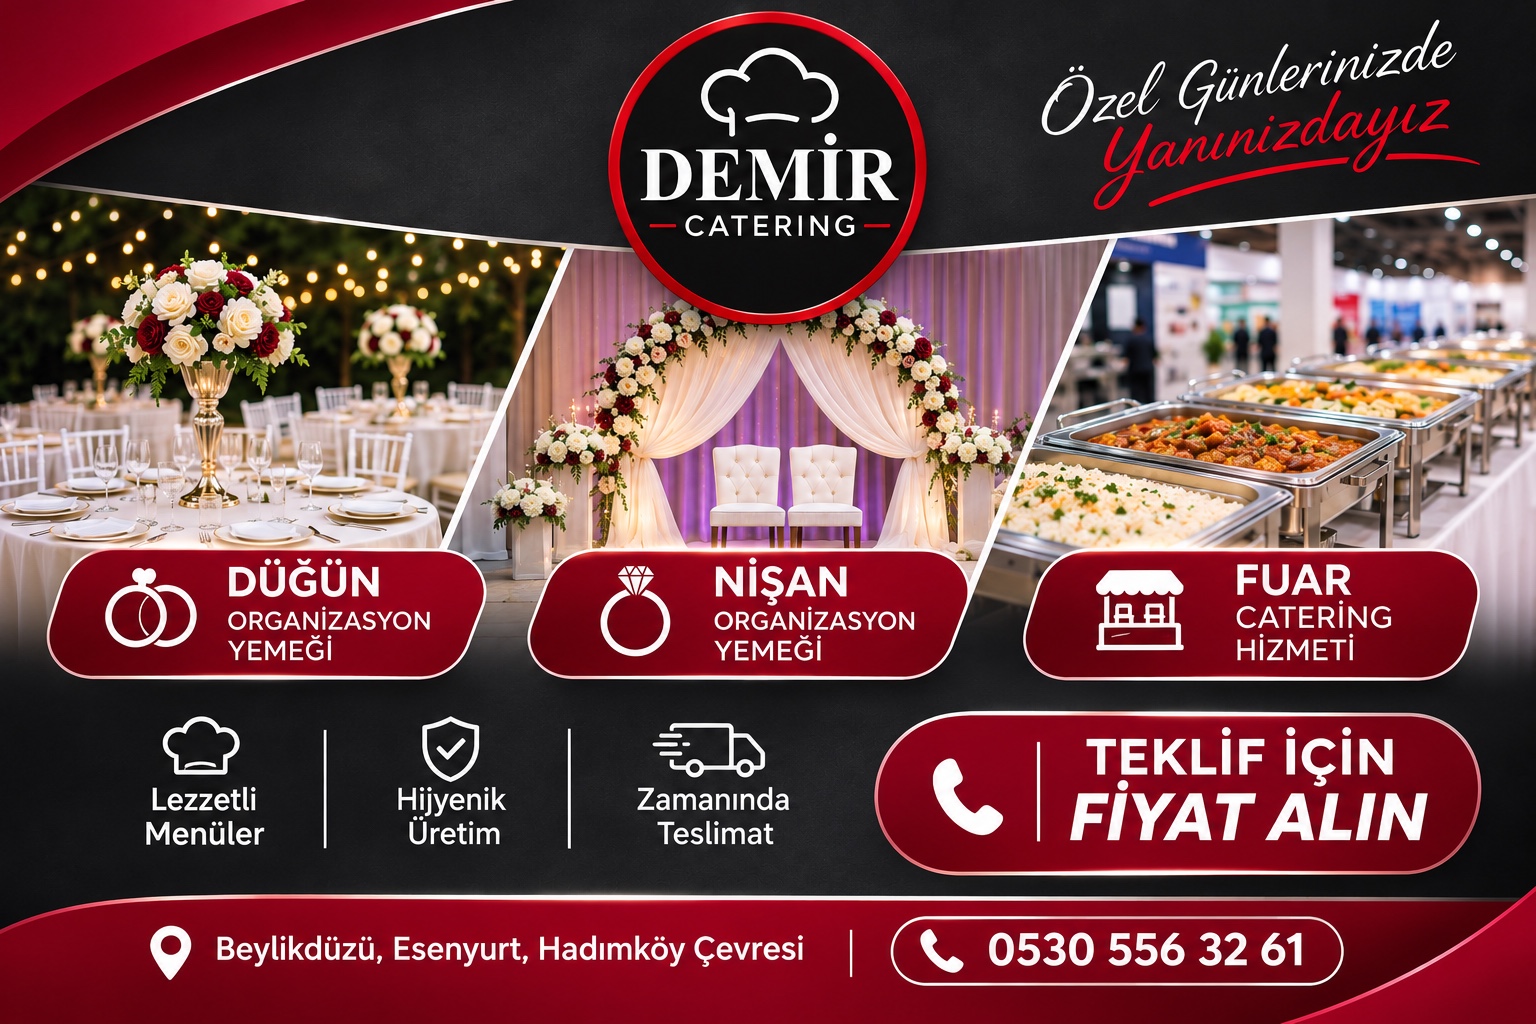 DEMİR
CATERING
Özel Günlerinizde
Yanınızdayız
DÜĞÜN
ORGANİZASYON
YEMEĞİ
NİŞAN
ORGANİZASYON
YEMEĞİ
FUAR
CATERİNG
HİZMETİ
Lezzetli
Menüler
Hijyenik
Üretim
Zamanında
Teslimat
TEKLİF İÇİN
FİYAT ALIN
Beylikdüzü, Esenyurt, Hadımköy Çevresi
0530 556 32 61